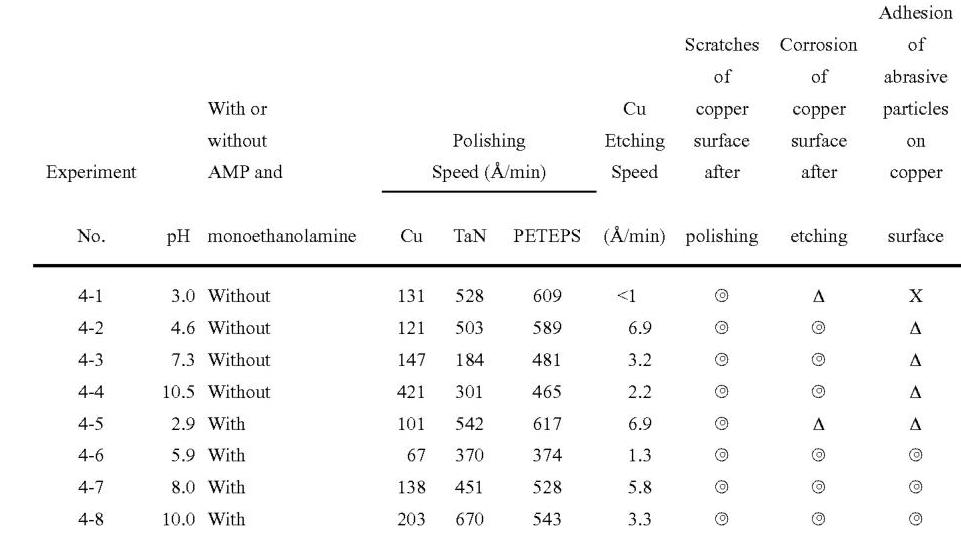 Adhesion
Scratches Corrosion of
of of abrasive
With or Cu copper copper particles
without Polishing Etching surface surface on
Experiment AMP and Speed (Å/min) Speed after after copper
No. pH monoethanolamine Cu TaN PETEPS (Å/min) polishing etching surface
4-1 3.0 Without 131 528 609 <1 ◎ Δ X
4-2 4.6 Without 121 503 589 6.9 ◎ ◎ Δ
4-3 7.3 Without 147 184 481 3.2 ◎ ◎ Δ
4-4 10.5 Without 421 301 465 2.2 ◎ ◎ Δ
4-5 2.9 With 101 542 617 6.9 ◎ Δ Δ
4-6 5.9 With 67 370 374 1.3 ◎ ◎ ◎
4-7 8.0 With 138 451 528 5.8 ◎ ◎ ◎
4-8 10.0 With 203 670 543 3.3 ◎ ◎ ◎